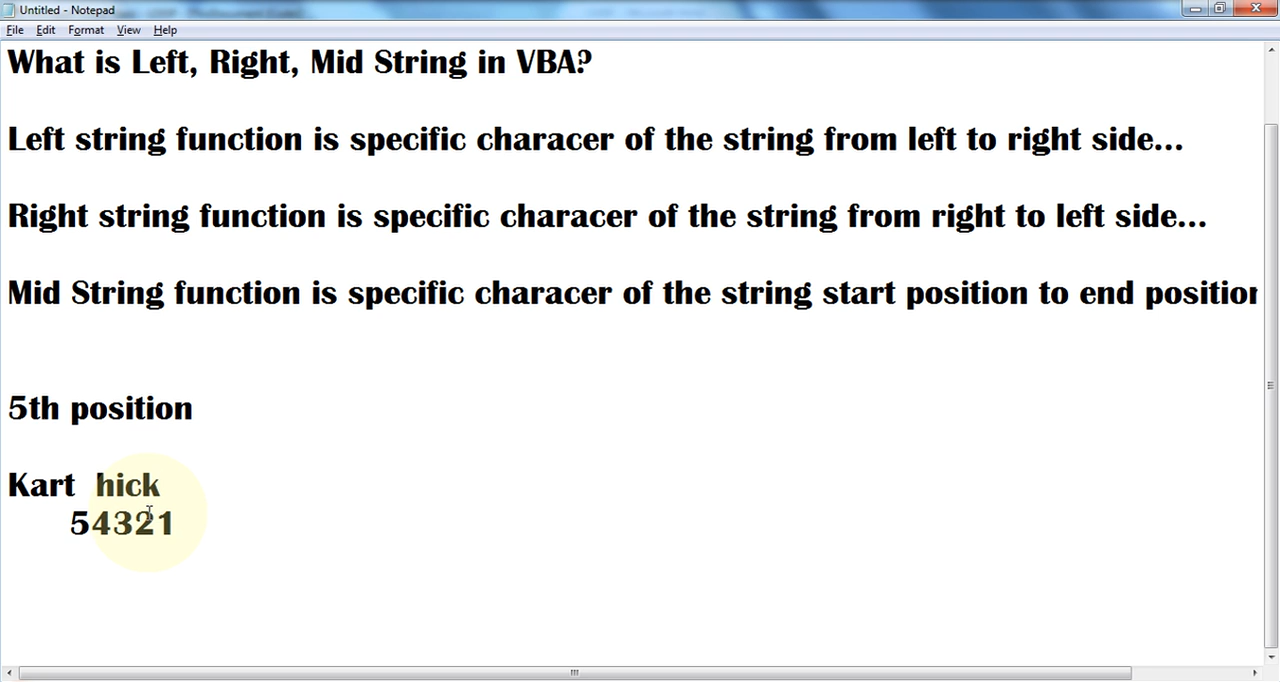 Untitled - Notepad
File Edit Format View Help
What is Left, Right, Mid String in VBA?
Left string function is specific characer of the string from left to right side...
Right string function is specific characer of the string from right to left side...
Mid String function is specific characer of the string start position to end position
5th position
Kart hick
54321